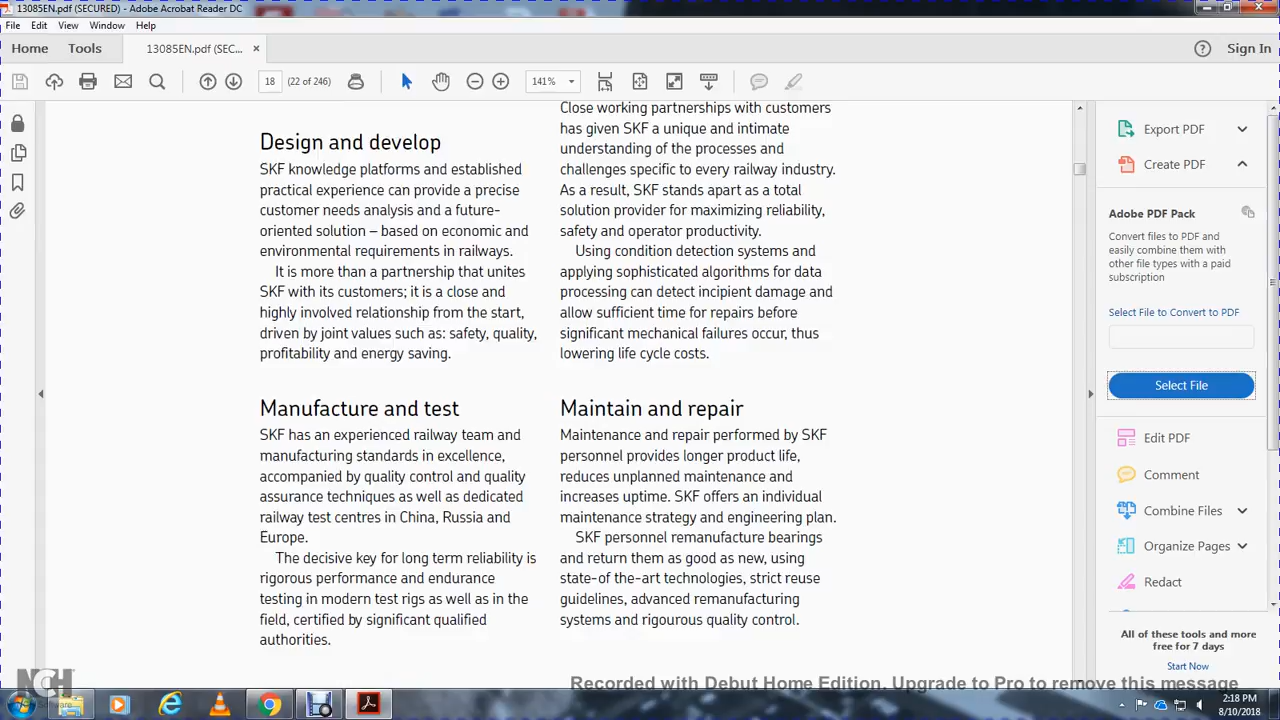 13085EN.pdf (SECURED) - Adobe Acrobat Reader DC
File Edit View Window Help
Home Tools 13085EN.pdf (SEC... × Sign In
18 (22 of 246) 141%
Design and develop
SKF knowledge platforms and established
practical experience can provide a precise
customer needs analysis and a future-
oriented solution – based on economic and
environmental requirements in railways.
It is more than a partnership that unites
SKF with its customers; it is a close and
highly involved relationship from the start,
driven by joint values such as: safety, quality,
profitability and energy saving.
Manufacture and test
SKF has an experienced railway team and
manufacturing standards in excellence,
accompanied by quality control and quality
assurance techniques as well as dedicated
railway test centres in China, Russia and
Europe.
The decisive key for long term reliability is
rigorous performance and endurance
testing in modern test rigs as well as in the
field, certified by significant qualified
authorities.
Close working partnerships with customers
has given SKF a unique and intimate
understanding of the processes and
challenges specific to every railway industry.
As a result, SKF stands apart as a total
solution provider for maximizing reliability,
safety and operator productivity.
Using condition detection systems and
applying sophisticated algorithms for data
processing can detect incipient damage and
allow sufficient time for repairs before
significant mechanical failures occur, thus
lowering life cycle costs.
Maintain and repair
Maintenance and repair performed by SKF
personnel provides longer product life,
reduces unplanned maintenance and
increases uptime. SKF offers an individual
maintenance strategy and engineering plan.
SKF personnel remanufacture bearings
and return them as good as new, using
state-of the-art technologies, strict reuse
guidelines, advanced remanufacturing
systems and rigourous quality control.
Export PDF
Create PDF
Adobe PDF Pack
Convert files to PDF and
easily combine them with
other file types with a paid
subscription
Select File to Convert to PDF
Select File
Edit PDF
Comment
Combine Files
Organize Pages
Redact
All of these tools and more
free for 7 days
Start Now
NCH
Recorded with Debut Home Edition. Upgrade to Pro to remove this message
2:18 PM
8/10/2018